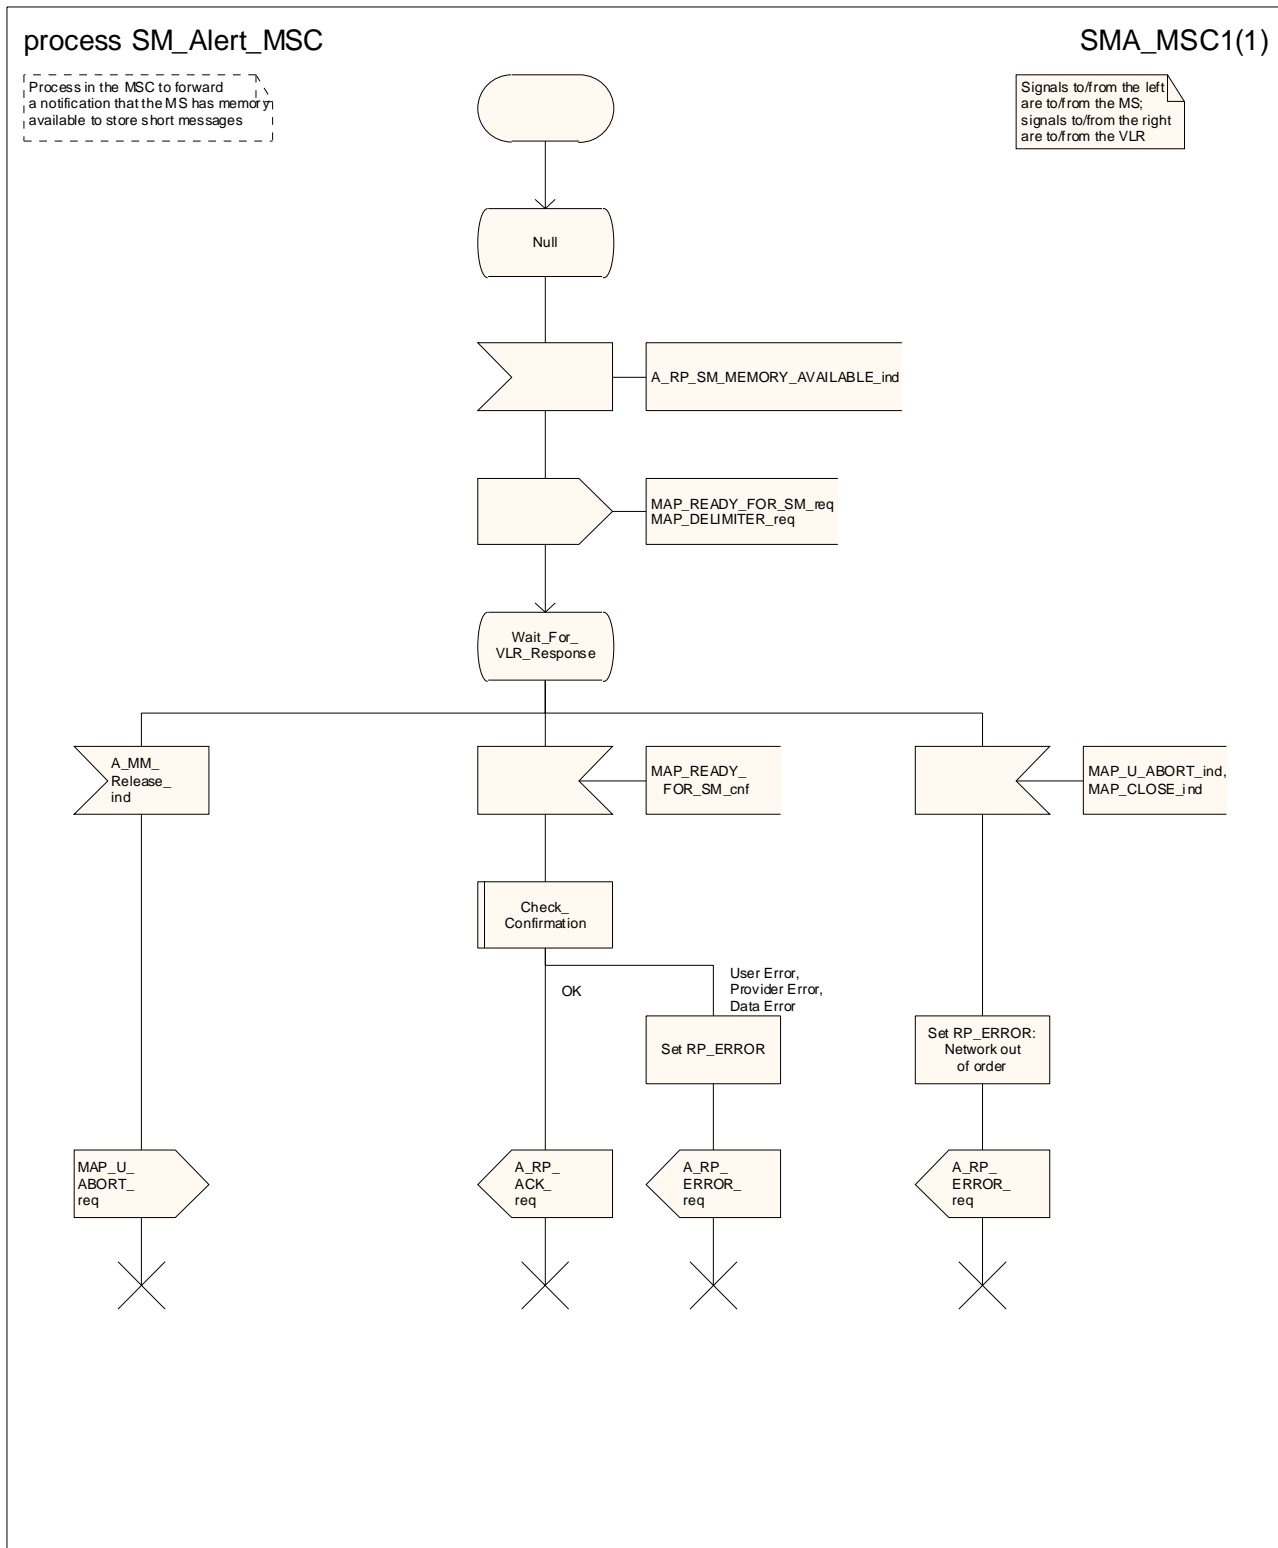 process SM_Alert_MSC
SMA_MSC1(1)
Process in the MSC to forward
a notification that the MS has memory
available to store short messages
Signals to/from the left
are to/from the MS;
signals to/from the right
are to/from the VLR
Null
A_RP_SM_MEMORY_AVAILABLE_ind
MAP_READY_FOR_SM_req
MAP_DELIMITER_req
Wait_For_
VLR_Response
A_MM_
Release_
ind
MAP_READY_
FOR_SM_cnf
MAP_U_ABORT_ind,
MAP_CLOSE_ind
Check_
Confirmation
OK
User Error,
Provider Error,
Data Error
Set RP_ERROR
Set RP_ERROR:
Network out
of order
MAP_U_
ABORT_
req
A_RP_
ACK_
req
A_RP_
ERROR_
req
A_RP_
ERROR_
req